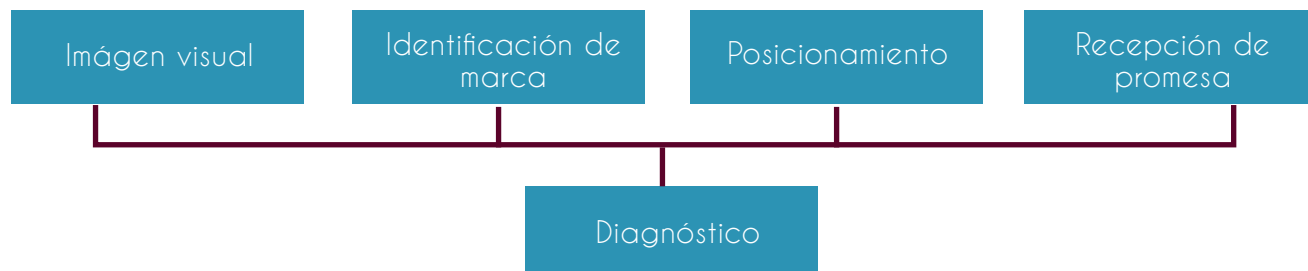 Imágen visual
Identificación de
marca
Posicionamiento
Recepción de
promesa
Diagnóstico